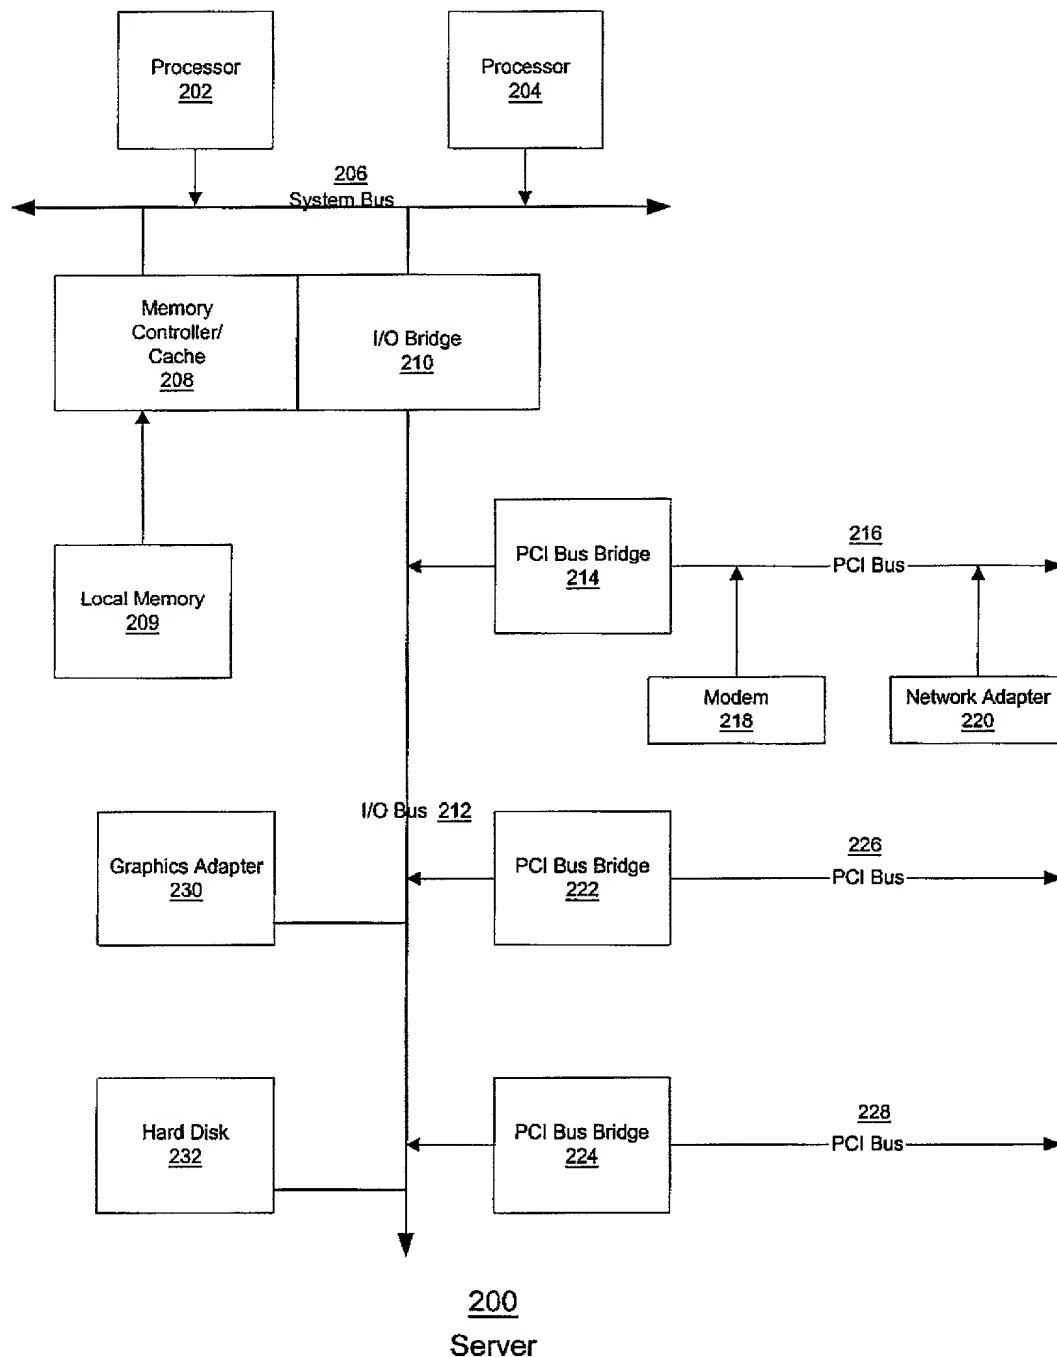 Processor
202
Processor
204
206
System Bus
Memory
Controller/
Cache
208
I/O Bridge
210
PCI Bus Bridge
214
216
PCI Bus
Local Memory
209
Modem
218
Network Adapter
220
I/O Bus 212
Graphics Adapter
230
PCI Bus Bridge
222
226
PCI Bus
Hard Disk
232
PCI Bus Bridge
224
228
PCI Bus
200
Server